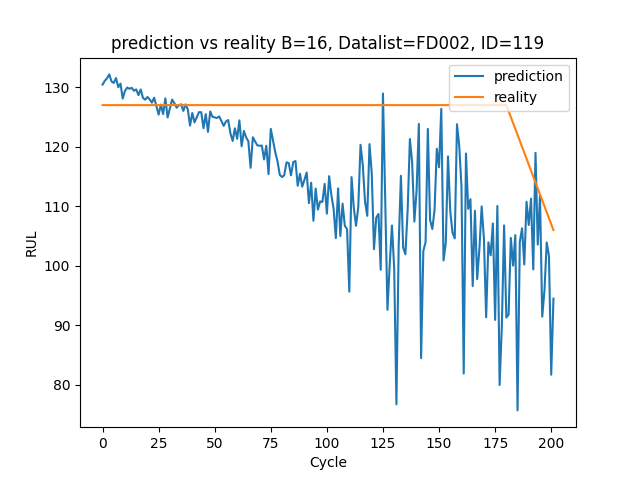 prediction vs reality B=16, Datalist=FD002, ID=119
prediction
reality
130
120
110
100
90
80
RUL
0 25 50 75 100 125 150 175 200
Cycle